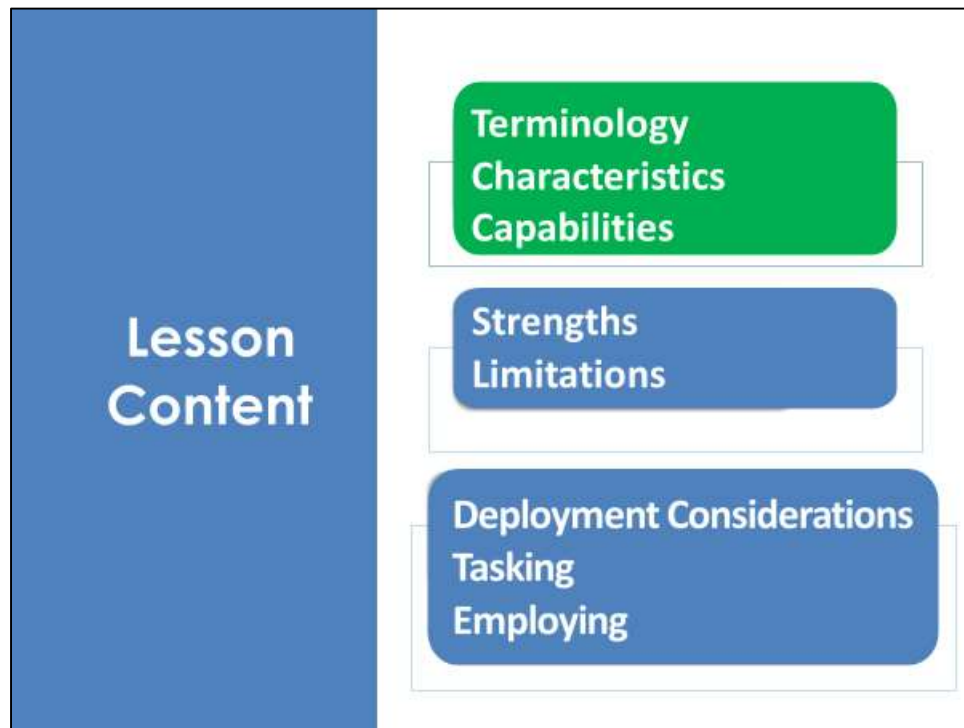 Lesson
Content
Terminology
Characteristics
Capabilities
Strengths
Limitations
Deployment Considerations
Tasking
Employing